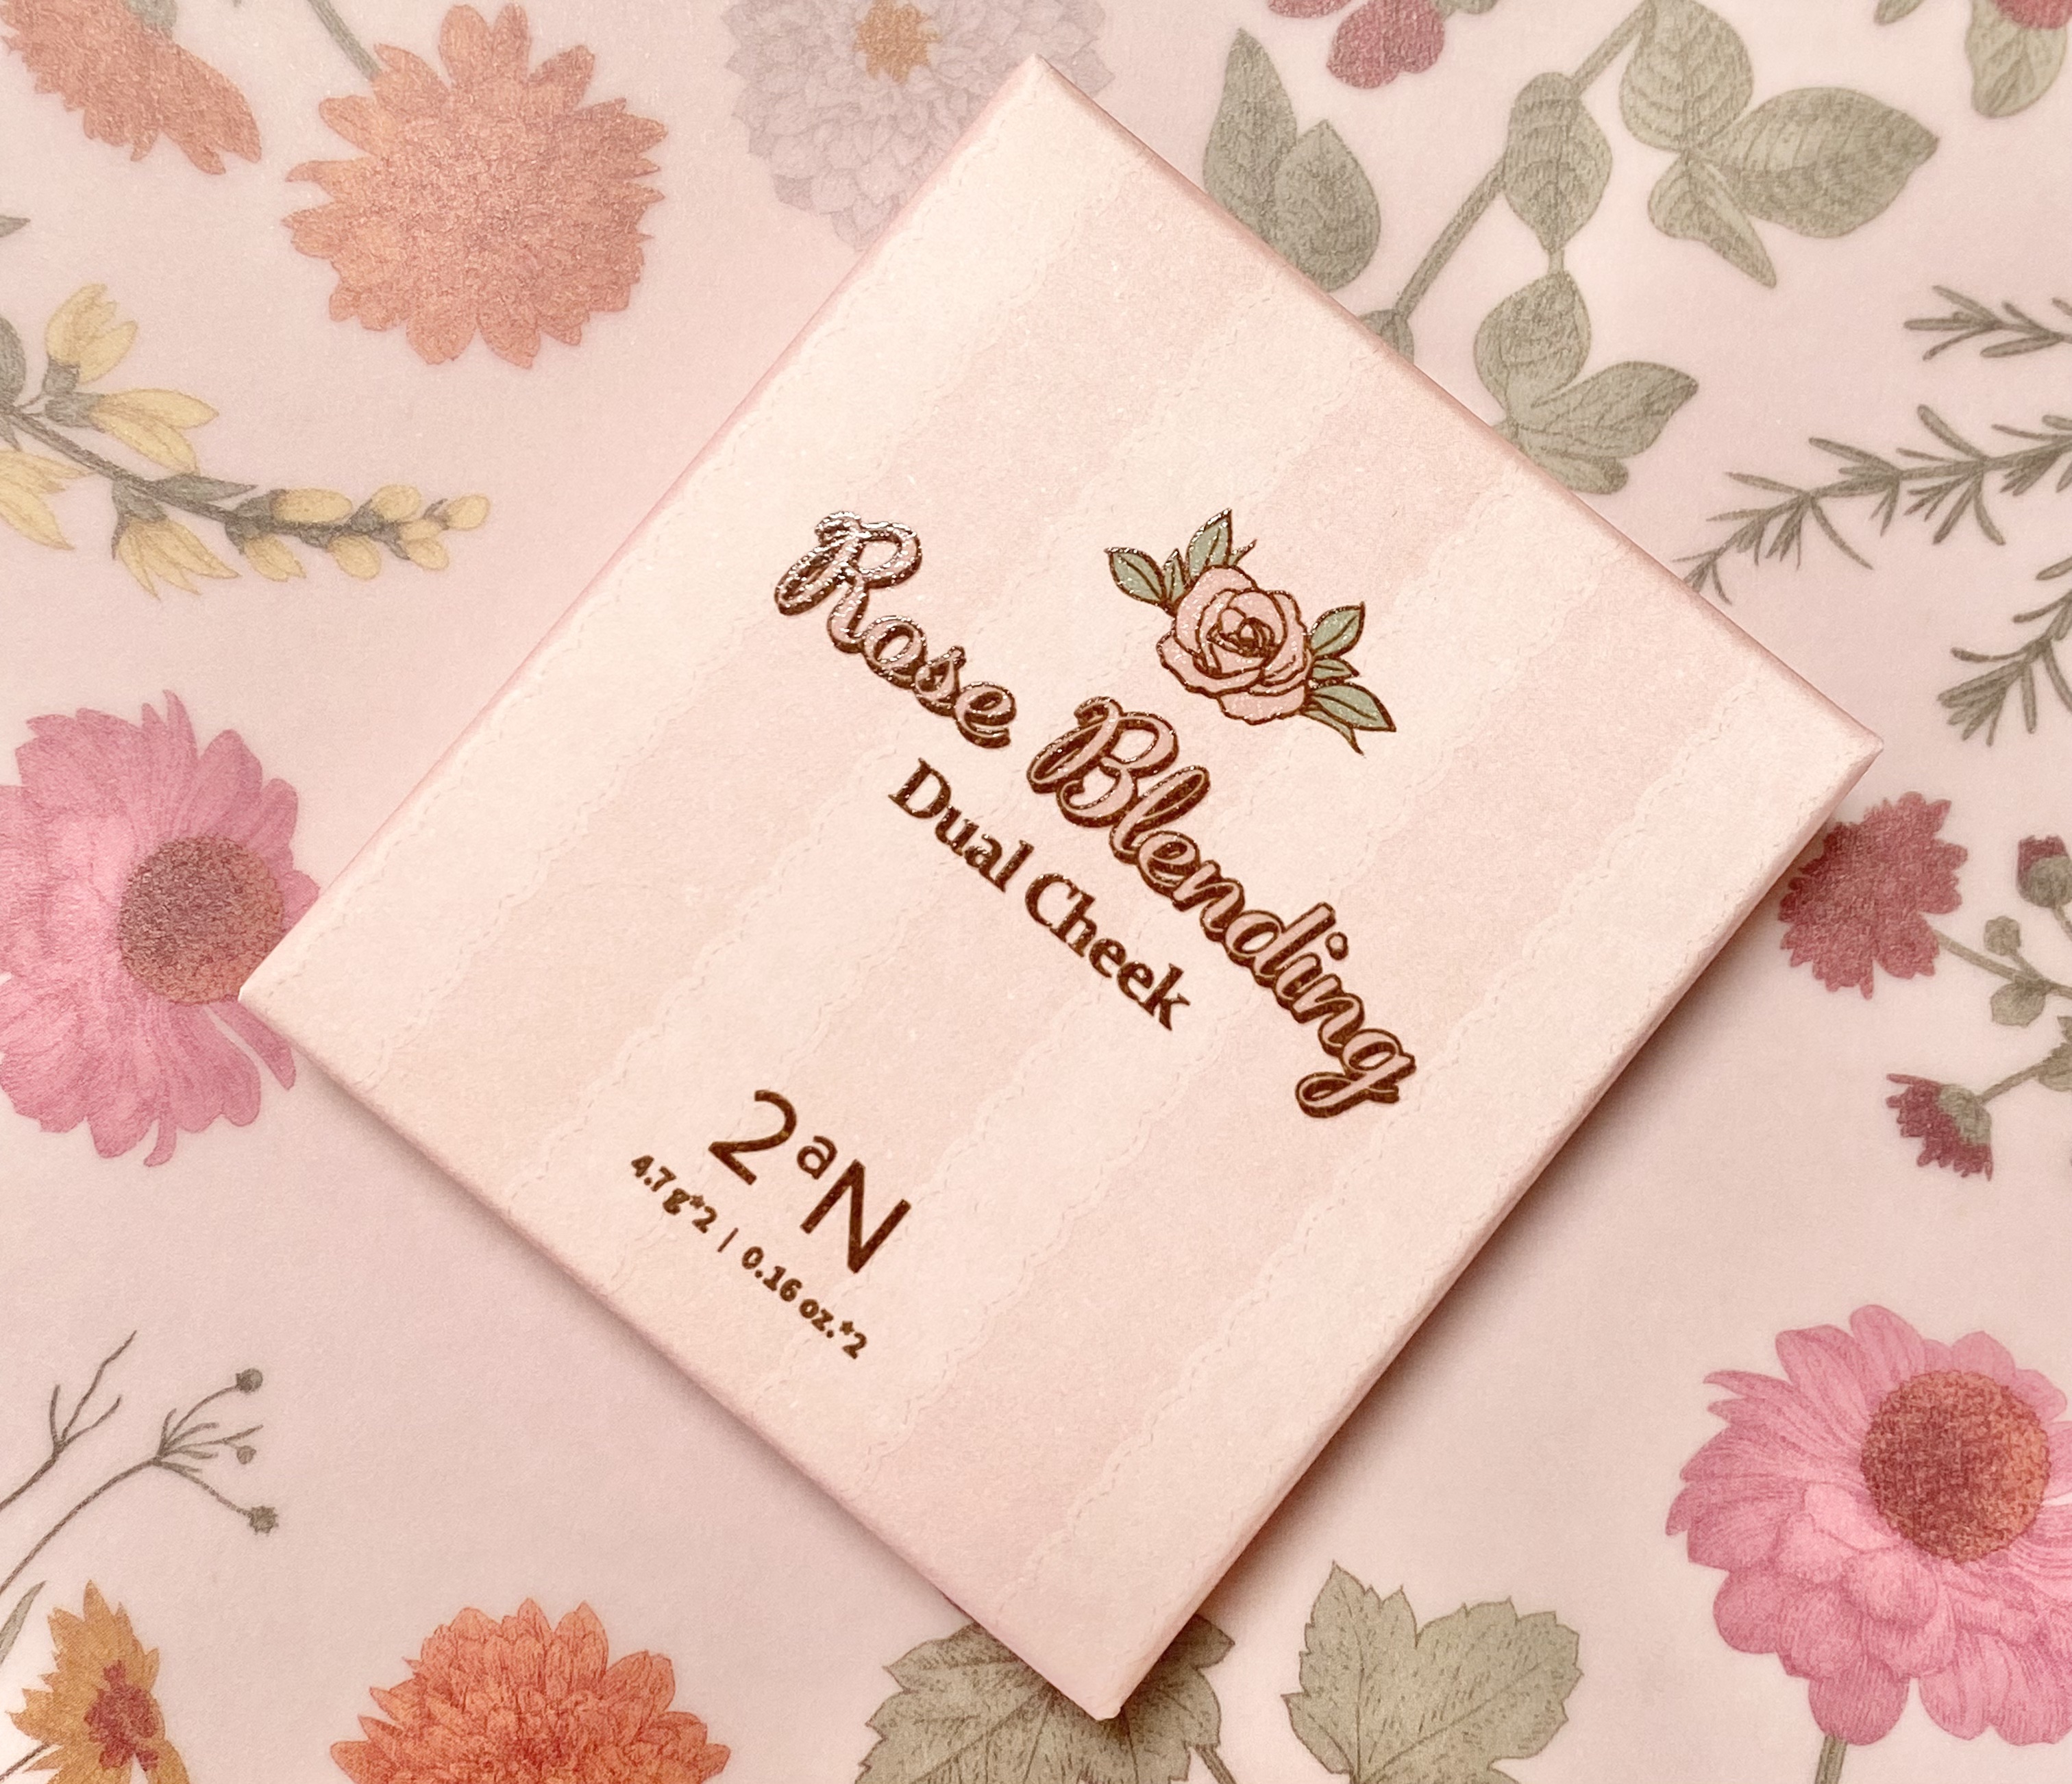 Rose Blending
Dual Cheek
2aN
4.7 g*2 | 0.16 oz.*2